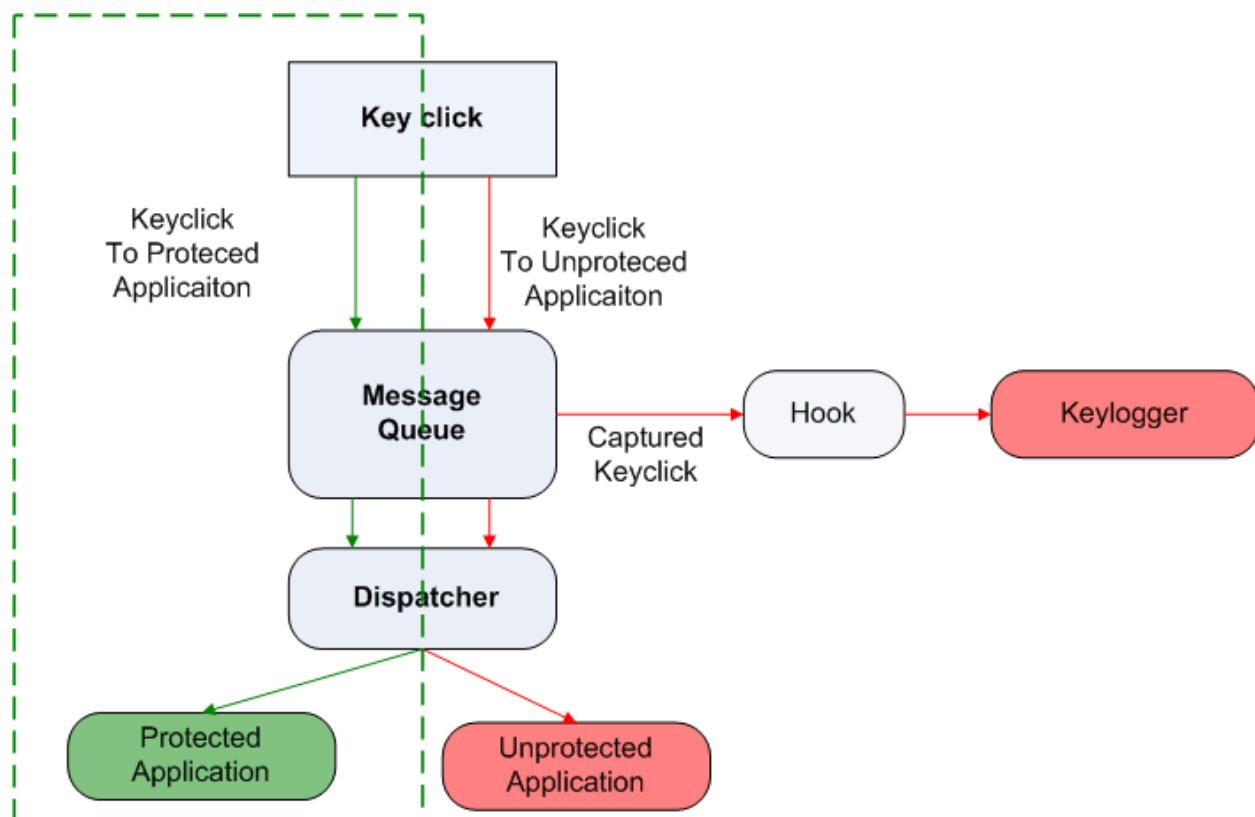 Key click
Keyclick
To Proteced
Applicaiton
Keyclick
To Unproteced
Applicaiton
Message
Queue
Captured
Keyclick
Hook
Keylogger
Dispatcher
Protected
Application
Unprotected
Application